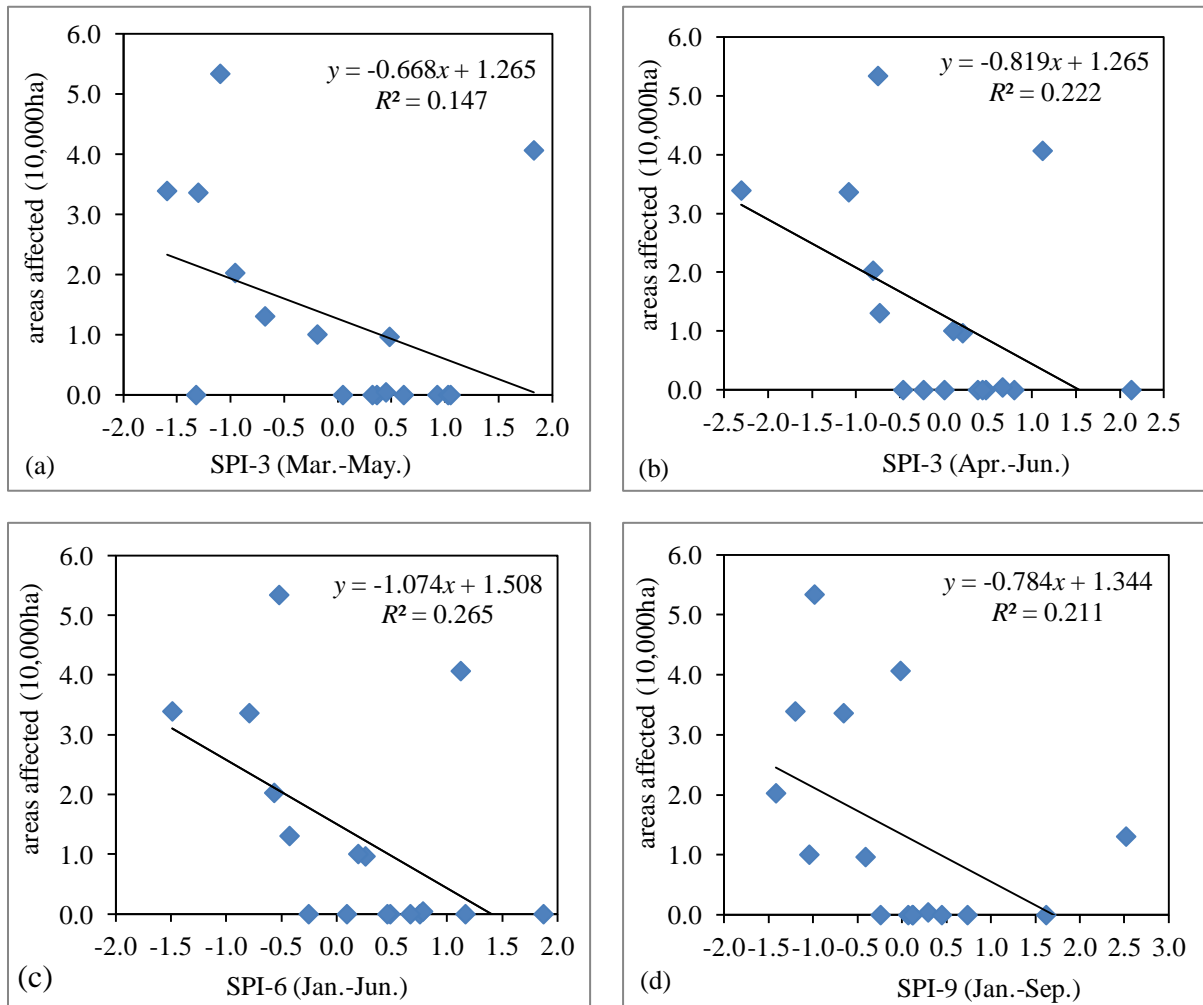 6.0
5.0
4.0
3.0
2.0
1.0
0.0
areas affected (10,000ha)
y = -0.668x + 1.265
R² = 0.147
-2.0 -1.5 -1.0 -0.5 0.0 0.5 1.0 1.5 2.0
(a)
SPI-3 (Mar.-May.)
6.0
5.0
4.0
3.0
2.0
1.0
0.0
areas affected (10,000ha)
y = -0.819x + 1.265
R² = 0.222
-2.5 -2.0 -1.5 -1.0 -0.5 0.0 0.5 1.0 1.5 2.0 2.5
(b)
SPI-3 (Apr.-Jun.)
6.0
5.0
4.0
3.0
2.0
1.0
0.0
areas affected (10,000ha)
y = -1.074x + 1.508
R² = 0.265
-2.0 -1.5 -1.0 -0.5 0.0 0.5 1.0 1.5 2.0
(c)
SPI-6 (Jan.-Jun.)
6.0
5.0
4.0
3.0
2.0
1.0
0.0
areas affected (10,000ha)
y = -0.784x + 1.344
R² = 0.211
-2.0 -1.5 -1.0 -0.5 0.0 0.5 1.0 1.5 2.0 2.5 3.0
(d)
SPI-9 (Jan.-Sep.)